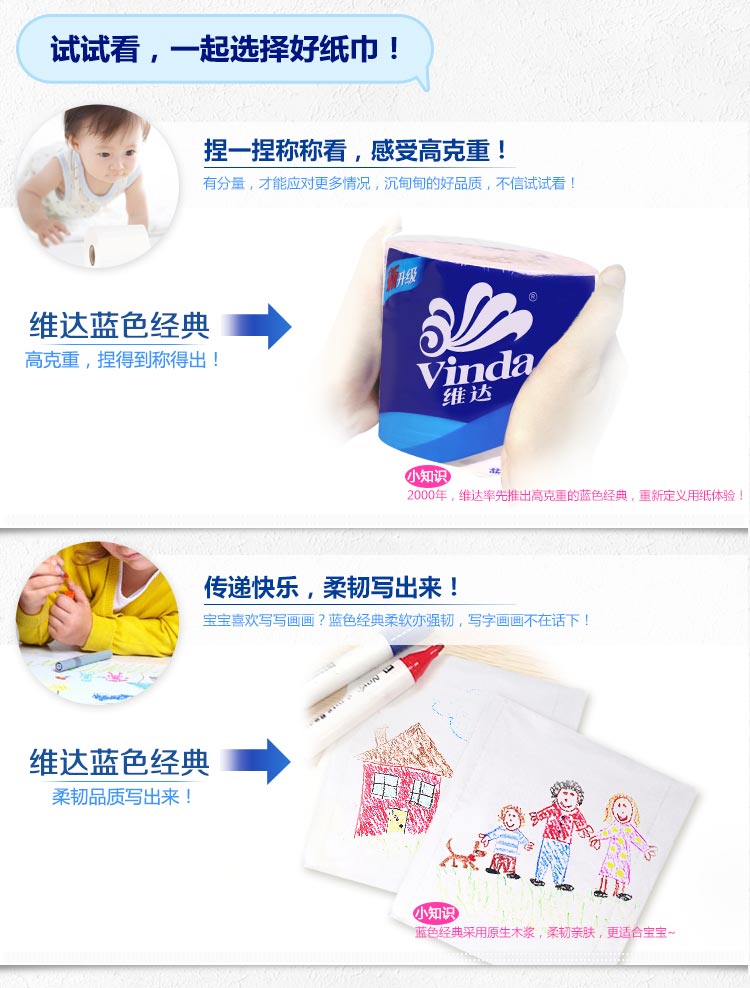 试试看，一起选择好纸巾！
捏一捏称称看，感受高克重！
有分量，才能应对更多情况，沉甸甸的好品质，不信试试看！
新升级
维达蓝色经典
高克重，捏得到称得出！
®
Vinda
维达
小知识
2000年，维达率先推出高克重的蓝色经典，重新定义用纸体验！
传递快乐，柔韧写出来！
宝宝喜欢写写画画？蓝色经典柔软亦强韧，写字画画不在话下！
维达蓝色经典
柔韧品质写出来！
小知识
蓝色经典采用原生木浆，柔韧亲肤，更适合宝宝~